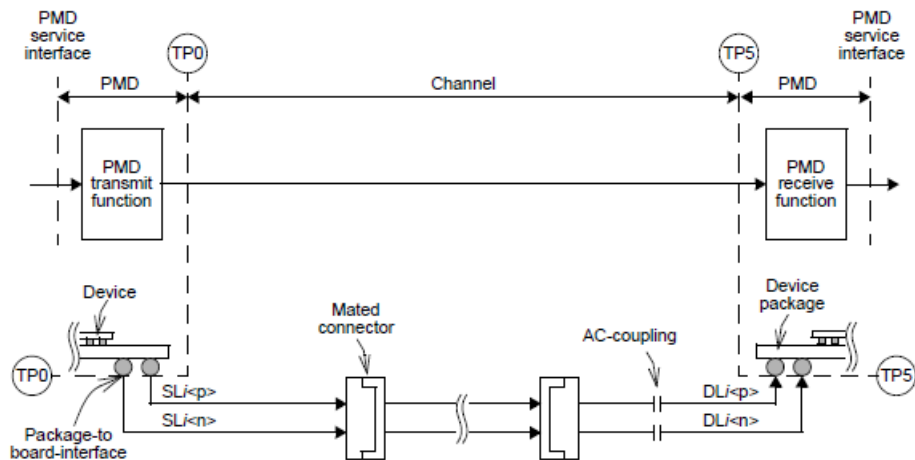 PMD
service
interface
TP0
TP5
PMD
service
interface
PMD
Channel
PMD
PMD
transmit
function
PMD
receive
function
Device
Mated
connector
AC-coupling
Device
package
TP0
TP5
SLi<p>
DLi<p>
SLi<n>
DLi<n>
Package-to
board-interface